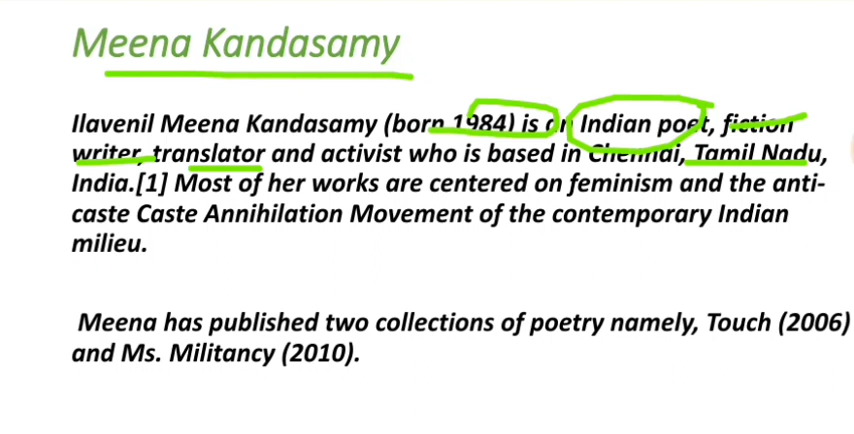 Meena Kandasamy
Ilavenil Meena Kandasamy (born 1984) is an Indian poet, fiction
writer, translator and activist who is based in Chennai, Tamil Nadu,
India.[1] Most of her works are centered on feminism and the anti-
caste Caste Annihilation Movement of the contemporary Indian
milieu.
Meena has published two collections of poetry namely, Touch (2006)
and Ms. Militancy (2010).